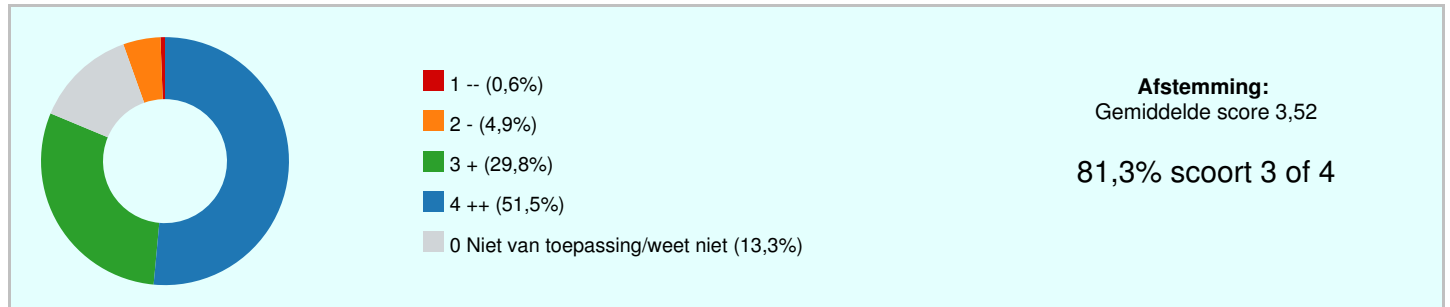 1 -- (0,6%)
2 - (4,9%)
3 + (29,8%)
4 ++ (51,5%)
0 Niet van toepassing/weet niet (13,3%)
Afstemming:
Gemiddelde score 3,52
81,3% scoort 3 of 4